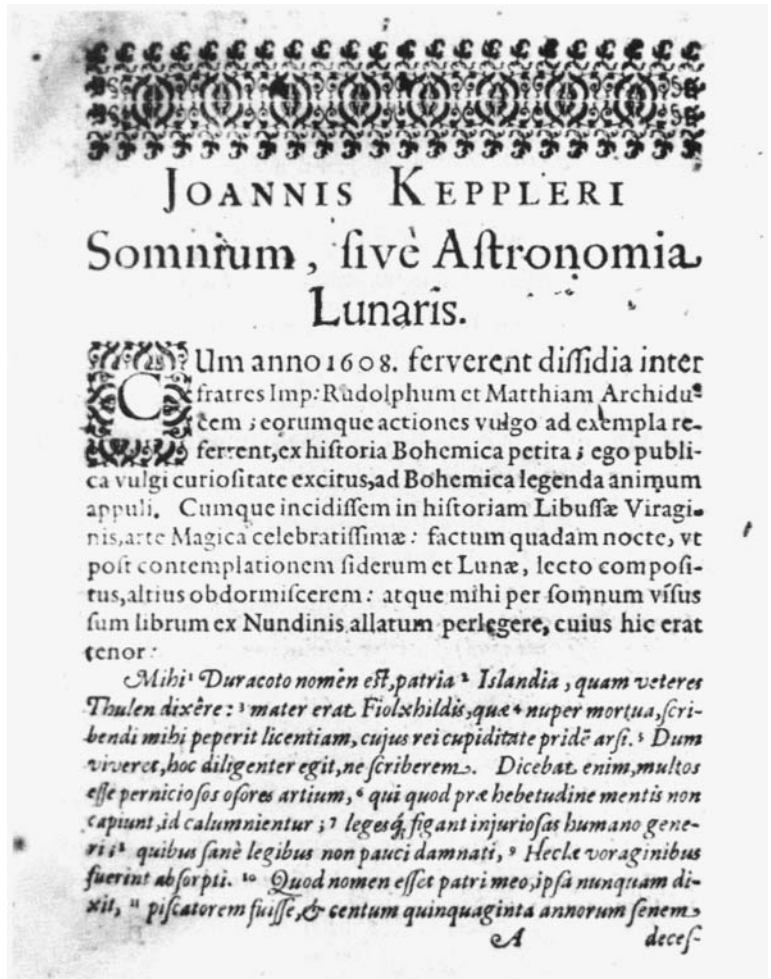 JOANNIS KEPPLERI
Somnium, ſivè Aſtronomia
Lunaris.
CUm anno 1608. ferverent diſſidia inter
fratres Imp: Rudolphum et Matthiam Archidu-
cem; eorumque actiones vulgo ad exempla re-
ferrent, ex hiſtoria Bohemica petita; ego publi-
ca vulgi curioſitate excitus, ad Bohemica legenda animum
appuli. Cumque incidiſſem in hiſtoriam Libuſſæ Viragi-
nis, arte Magica celebratiſſimæ: factum quadam nocte, vt
poſt contemplationem ſiderum et Lunæ, lecto compoſi-
tus, altius obdormiſcerem: atque mihi per ſomnum viſus
ſum librum ex Nundinis allatum perlegere, cuius hic erat
tenor:
Mihi ¹ Duracoto nomen eſt, patria ² Islandia, quam veteres
Thulen dixêre: ³ mater erat Fiolxhildis, quæ ⁴ nuper mortua, ſcri-
bendi mihi peperit licentiam, cujus rei cupiditate pridē arſi. ⁵ Dum
viveret, hoc diligenter egit, ne ſcriberem. Dicebat enim, multos
eſſe pernicioſos oſores artium, ⁶ qui quod præ hebetudine mentis non
capiunt, id calumnientur; ⁷ legesq́; figant injurioſas humano gene-
ri; ⁸ quibus ſanè legibus non pauci damnati, ⁹ Heclæ voraginibus
fuerint abſorpti. ¹⁰ Quod nomen eſſet patri meo, ipſa nunquam di-
xit, ¹¹ piſcatorem fuiſſe, & centum quinquaginta annorum ſenem
A deceſ-